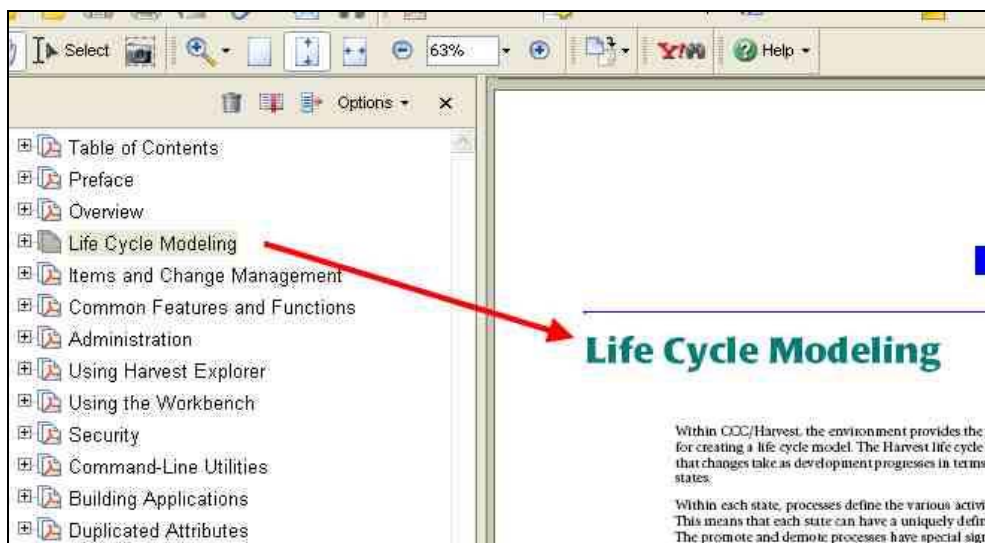 Select
63%
Y!
Help
Options
Table of Contents
Preface
Overview
Life Cycle Modeling
Items and Change Management
Common Features and Functions
Administration
Using Harvest Explorer
Using the Workbench
Security
Command-Line Utilities
Building Applications
Duplicated Attributes
Life Cycle Modeling
Within CCC/Harvest, the environment provides the
for creating a life cycle model. The Harvest life cycle
that changes take as development progresses in terms
states.
Within each state, processes define the various
This means that each state can have a uniquely
The promote and demote processes have special